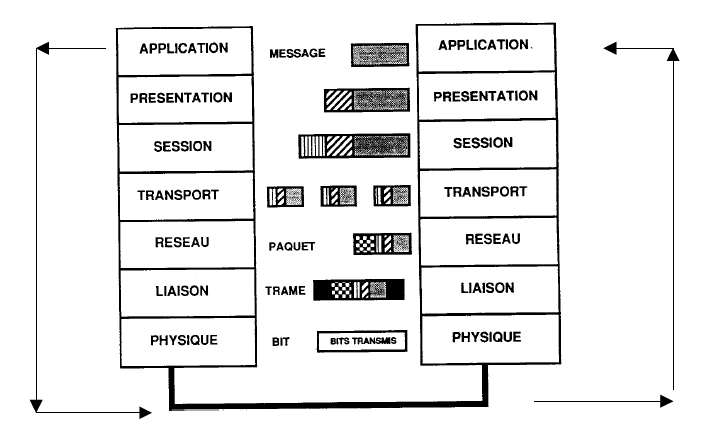 APPLICATION
MESSAGE
APPLICATION.
PRESENTATION
PRESENTATION
SESSION
SESSION
TRANSPORT
TRANSPORT
RESEAU
PAQUET
RESEAU
LIAISON
TRAME
LIAISON
PHYSIQUE
BIT
BITS TRANSMIS
PHYSIQUE